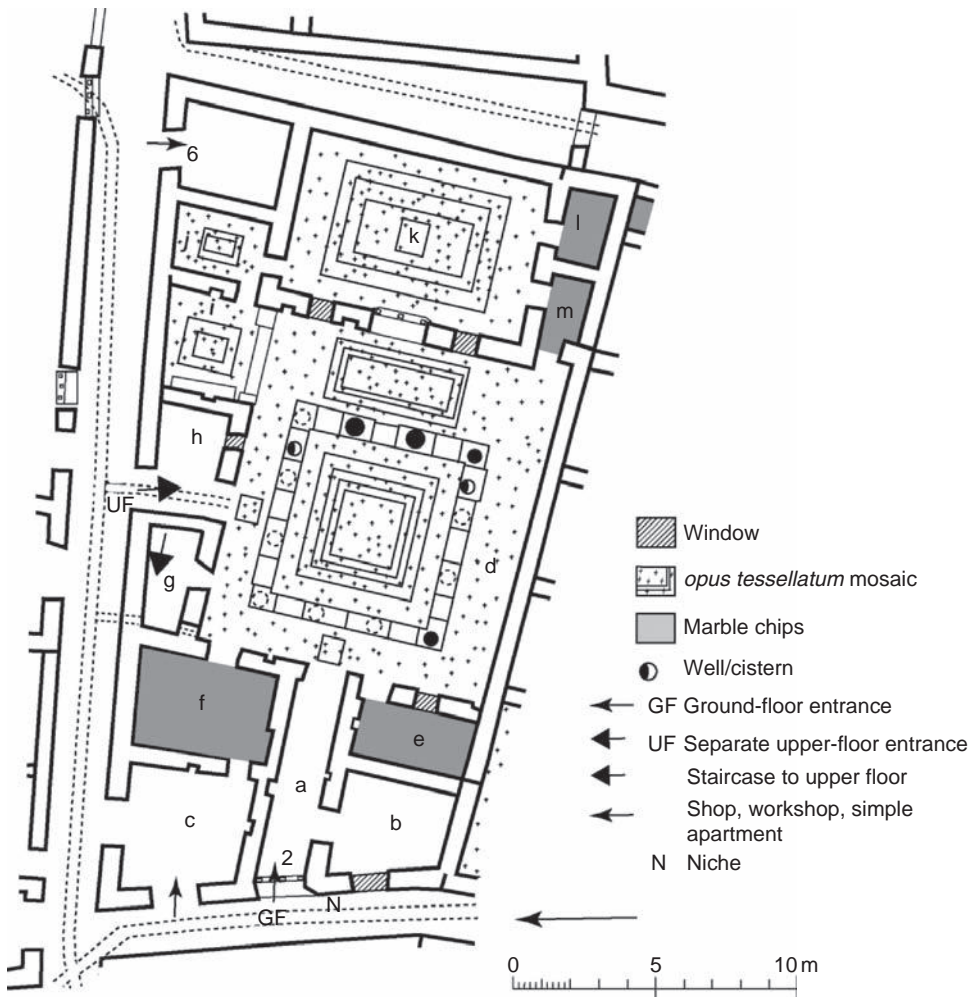 6
k
l
j
m
i
h
UF
d
g
f
e
a
c
b
2
GF
N
Window
opus tessellatum mosaic
Marble chips
Well/cistern
GF Ground-floor entrance
UF Separate upper-floor entrance
Staircase to upper floor
Shop, workshop, simple
apartment
N Niche
0 5 10 m